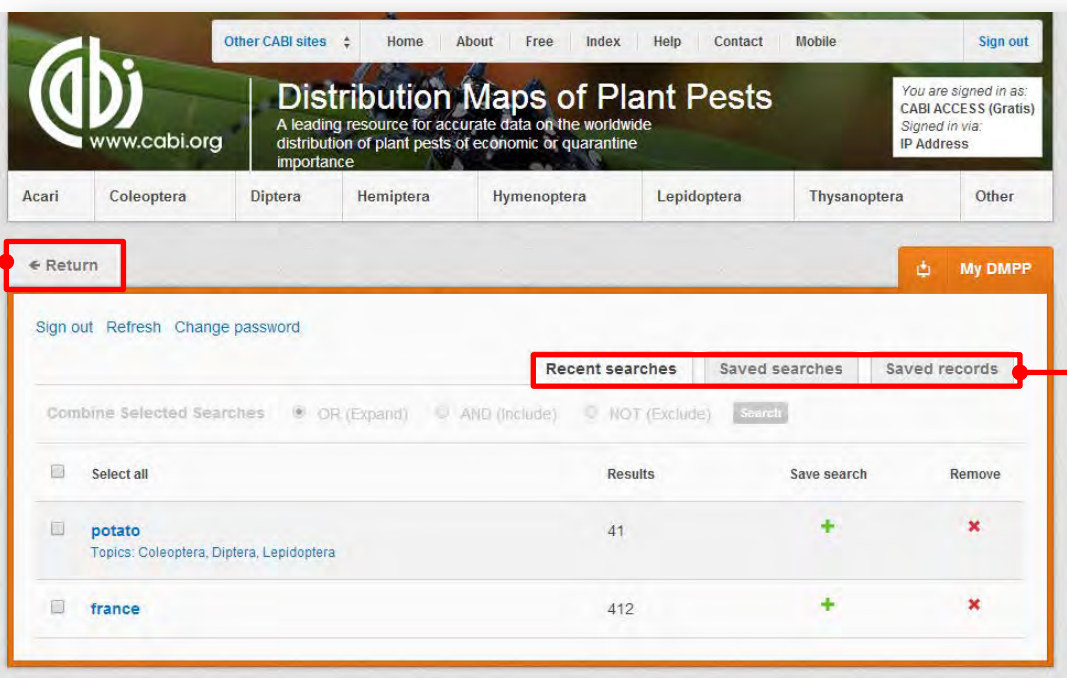 Other CABI sites Home About Free Index Help Contact Mobile Sign out
cabi
www.cabi.org
Distribution Maps of Plant Pests
A leading resource for accurate data on the worldwide
distribution of plant pests of economic or quarantine
importance
You are signed in as:
CABI ACCESS (Gratis)
Signed in via:
IP Address
Acari Coleoptera Diptera Hemiptera Hymenoptera Lepidoptera Thysanoptera Other
← Return
My DMPP
Sign out Refresh Change password
Recent searches Saved searches Saved records
Combine Selected Searches OR (Expand) AND (Include) NOT (Exclude) Search
Select all Results Save search Remove
potato 41
Topics: Coleoptera, Diptera, Lepidoptera
france 412